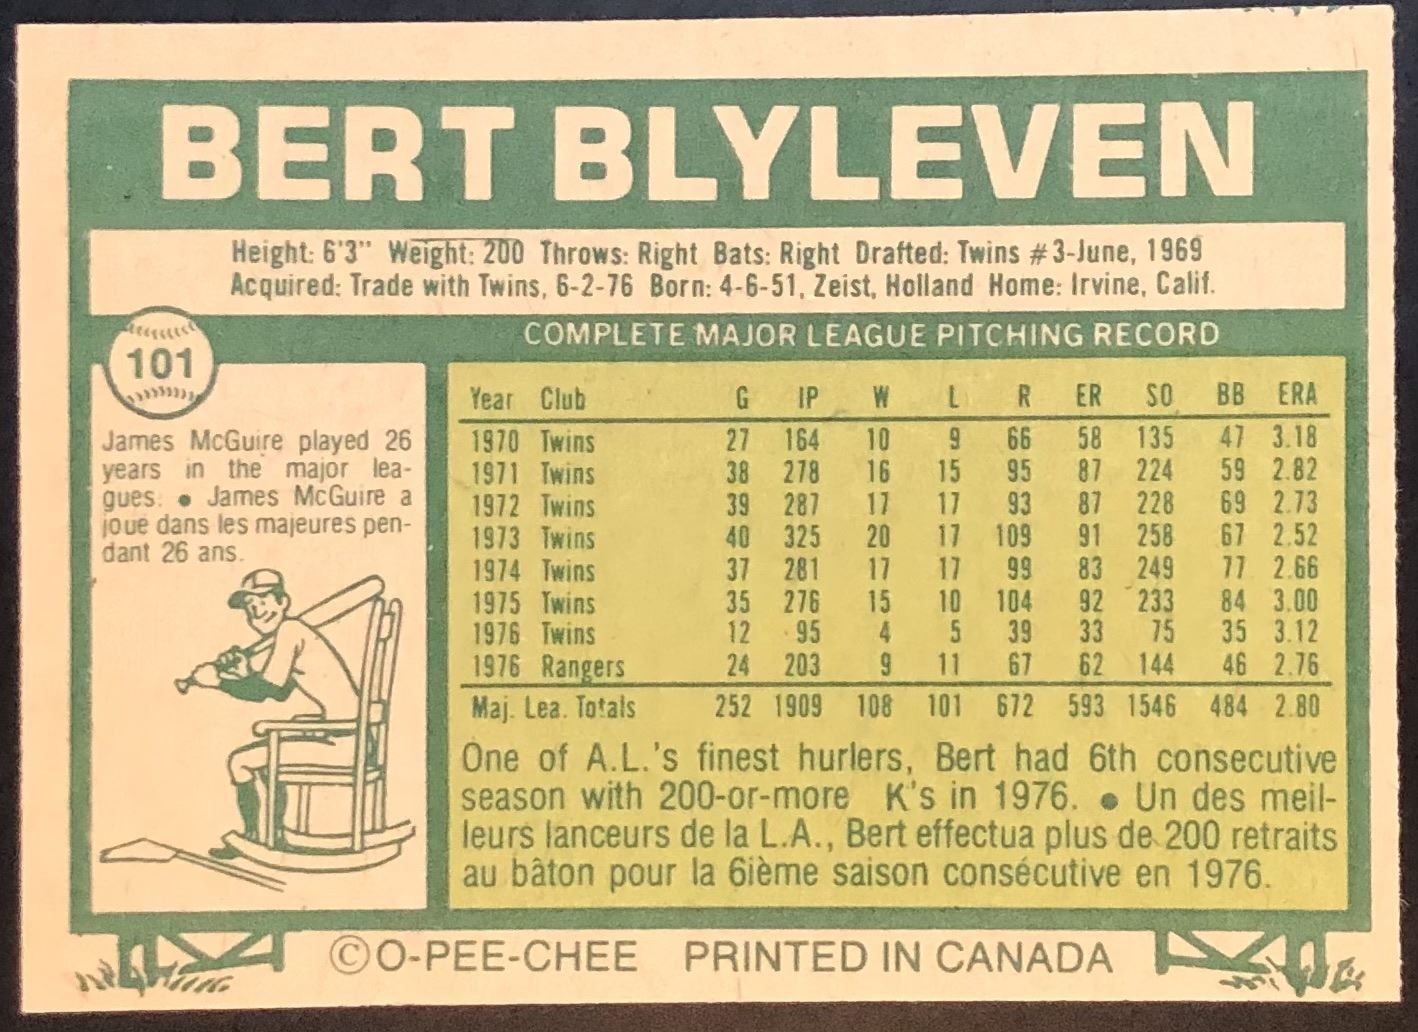 BERT BLYLEVEN
Height: 6'3" Weight: 200 Throws: Right Bats: Right Drafted: Twins #3-June, 1969
Acquired: Trade with Twins, 6-2-76 Born: 4-6-51, Zeist, Holland Home: Irvine, Calif.
101
James McGuire played 26
years in the major lea-
gues. • James McGuire a
joue dans les majeures pen-
dant 26 ans.
COMPLETE MAJOR LEAGUE PITCHING RECORD
Year Club G IP W L R ER SO BB ERA
1970 Twins 27 164 10 9 66 58 135 47 3.18
1971 Twins 38 278 16 15 95 87 224 59 2.82
1972 Twins 39 287 17 17 93 87 228 69 2.73
1973 Twins 40 325 20 17 109 91 258 67 2.52
1974 Twins 37 281 17 17 99 83 249 77 2.66
1975 Twins 35 276 15 10 104 92 233 84 3.00
1976 Twins 12 95 4 5 39 33 75 35 3.12
1976 Rangers 24 203 9 11 67 62 144 46 2.76
Maj. Lea. Totals 252 1909 108 101 672 593 1546 484 2.80
One of A.L.'s finest hurlers, Bert had 6th consecutive
season with 200-or-more K's in 1976. • Un des meil-
leurs lanceurs de la L.A., Bert effectua plus de 200 retraits
au bâton pour la 6ième saison consécutive en 1976.
©O-PEE-CHEE PRINTED IN CANADA